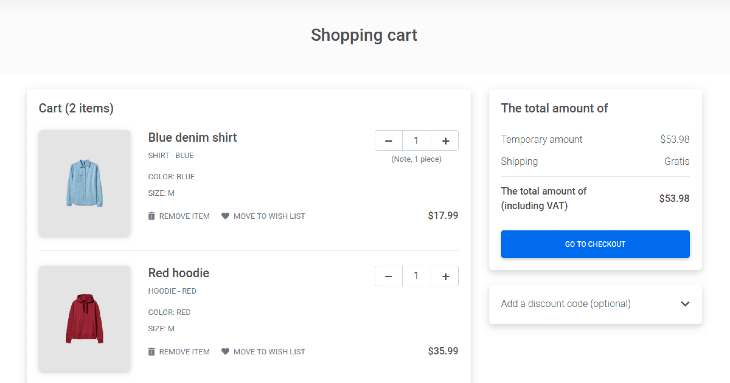 Shopping cart
Cart (2 items)
Blue denim shirt
SHIRT - BLUE
COLOR: BLUE
SIZE: M
REMOVE ITEM
MOVE TO WISH LIST
1
(Note, 1 piece)
$17.99
Red hoodie
HOODIE - RED
COLOR: RED
SIZE: M
REMOVE ITEM
MOVE TO WISH LIST
1
$35.99
The total amount of
Temporary amount $53.98
Shipping Gratis
The total amount of
(including VAT) $53.98
GO TO CHECKOUT
Add a discount code (optional)